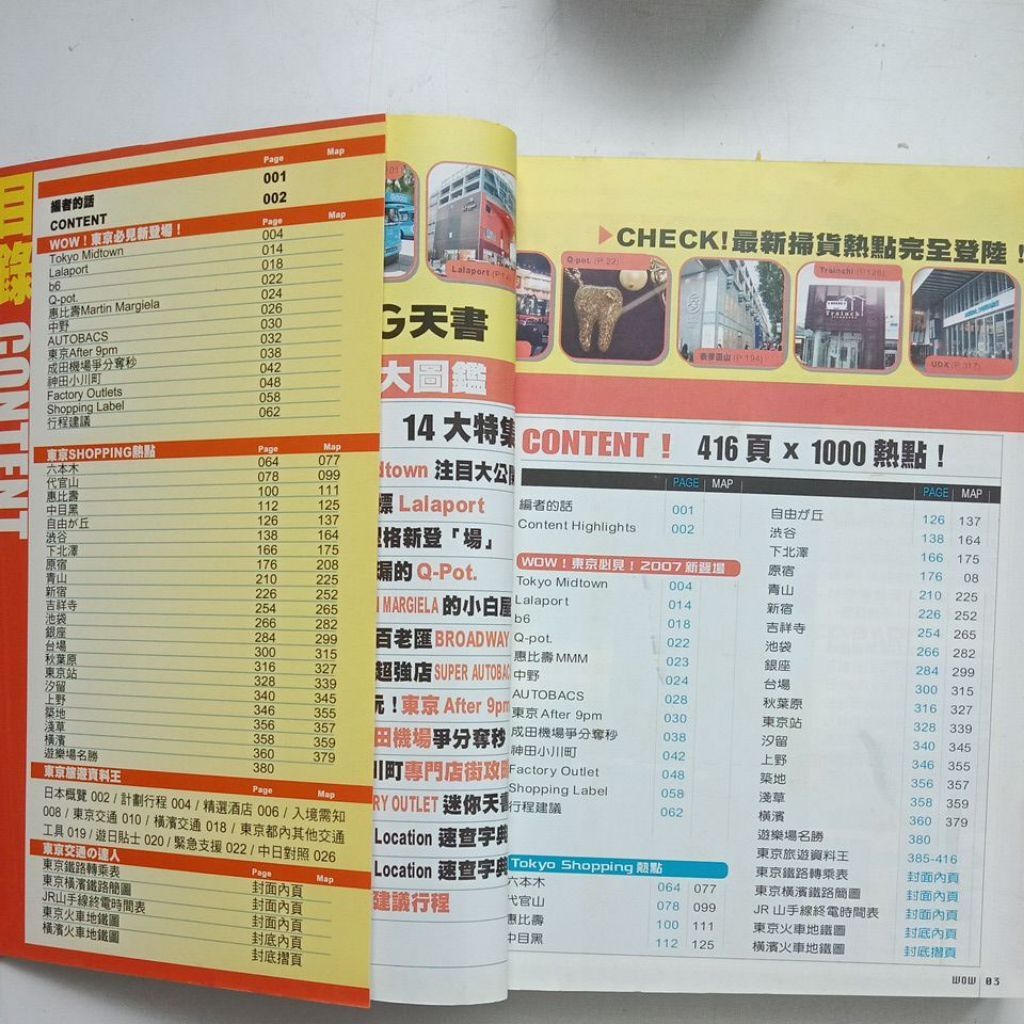 目錄 CONTENT
Page Map
編者的話 001
CONTENT 002
WOW！東京必見新登場！ Page Map
Tokyo Midtown 004
Lalaport 014
b6 018
Q-pot. 022
惠比壽Martin Margiela 024
中野 026
AUTOBACS 030
東京After 9pm 032
成田機場爭分奪秒 038
神田小川町 042
Factory Outlets 048
Shopping Label 058
行程建議 062
東京SHOPPING熱點 Page Map
六本木 064 077
代官山 078 099
惠比壽 100 111
中目黑 112 125
自由が丘 126 137
渋谷 138 164
下北澤 166 175
原宿 176 208
青山 210 225
新宿 226 252
吉祥寺 254 265
池袋 266 282
銀座 284 299
台場 300 315
秋葉原 316 327
東京站 328 339
汐留 340 345
上野 346 355
築地 356 357
淺草 358 359
橫濱 360 379
遊樂場名勝 380
東京旅遊資料王 Page Map
日本概覽 002 / 計劃行程 004 / 精選酒店 006 / 入境需知
008 / 東京交通 010 / 橫濱交通 018 / 東京都內其他交通
工具 019 / 遊日貼士 020 / 緊急支援 022 / 中日對照 026
東京交通の達人 Page Map
東京鐵路轉乘表 封面內頁
東京橫濱鐵路簡圖 封面內頁
JR山手線終電時間表 封面內頁
東京火車地鐵圖 封底內頁
橫濱火車地鐵圖 封底摺頁
Lalaport
G天書
大圖鑑
14 大特集
dtown 注目大公
標 Lalaport
格新登「場」
漏的 Q-Pot.
MARGIELA 的小白屋
百老匯 BROADWAY
超強店 SUPER AUTOBAC
玩！東京 After 9pm
田機場爭分奪秒
川町專門店街攻
RY OUTLET 迷你天書
Location 速查字典
Location 速查字典
建議行程
CHECK!最新掃貨熱點完全登陸！
Q-pot. (P.22)
表參道山 (P.194)
Trainchi (P.126)
UDX (P.317)
CONTENT！ 416 頁 x 1000 熱點！
PAGE MAP
編者的話 001
Content Highlights 002
WOW！東京必見！2007 新登場
Tokyo Midtown 004
Lalaport 014
b6 018
Q-pot. 022
惠比壽 MMM 023
中野 024
AUTOBACS 028
東京 After 9pm 030
成田機場爭分奪秒 038
神田小川町 042
Factory Outlet 048
Shopping Label 058
行程建議 062
Tokyo Shopping 熱點
六本木 064 077
代官山 078 099
惠比壽 100 111
中目黑 112 125
PAGE MAP
自由が丘 126 137
渋谷 138 164
下北澤 166 175
原宿 176 08
青山 210 225
新宿 226 252
吉祥寺 254 265
池袋 266 282
銀座 284 299
台場 300 315
秋葉原 316 327
東京站 328 339
汐留 340 345
上野 346 355
築地 356 357
淺草 358 359
橫濱 360 379
遊樂場名勝 380
東京旅遊資料王 385-416
東京鐵路轉乘表 封面內頁
東京橫濱鐵路簡圖 封面內頁
JR 山手線終電時間表 封面內頁
東京火車地鐵圖 封底內頁
橫濱火車地鐵圖 封底摺頁
WOW 03